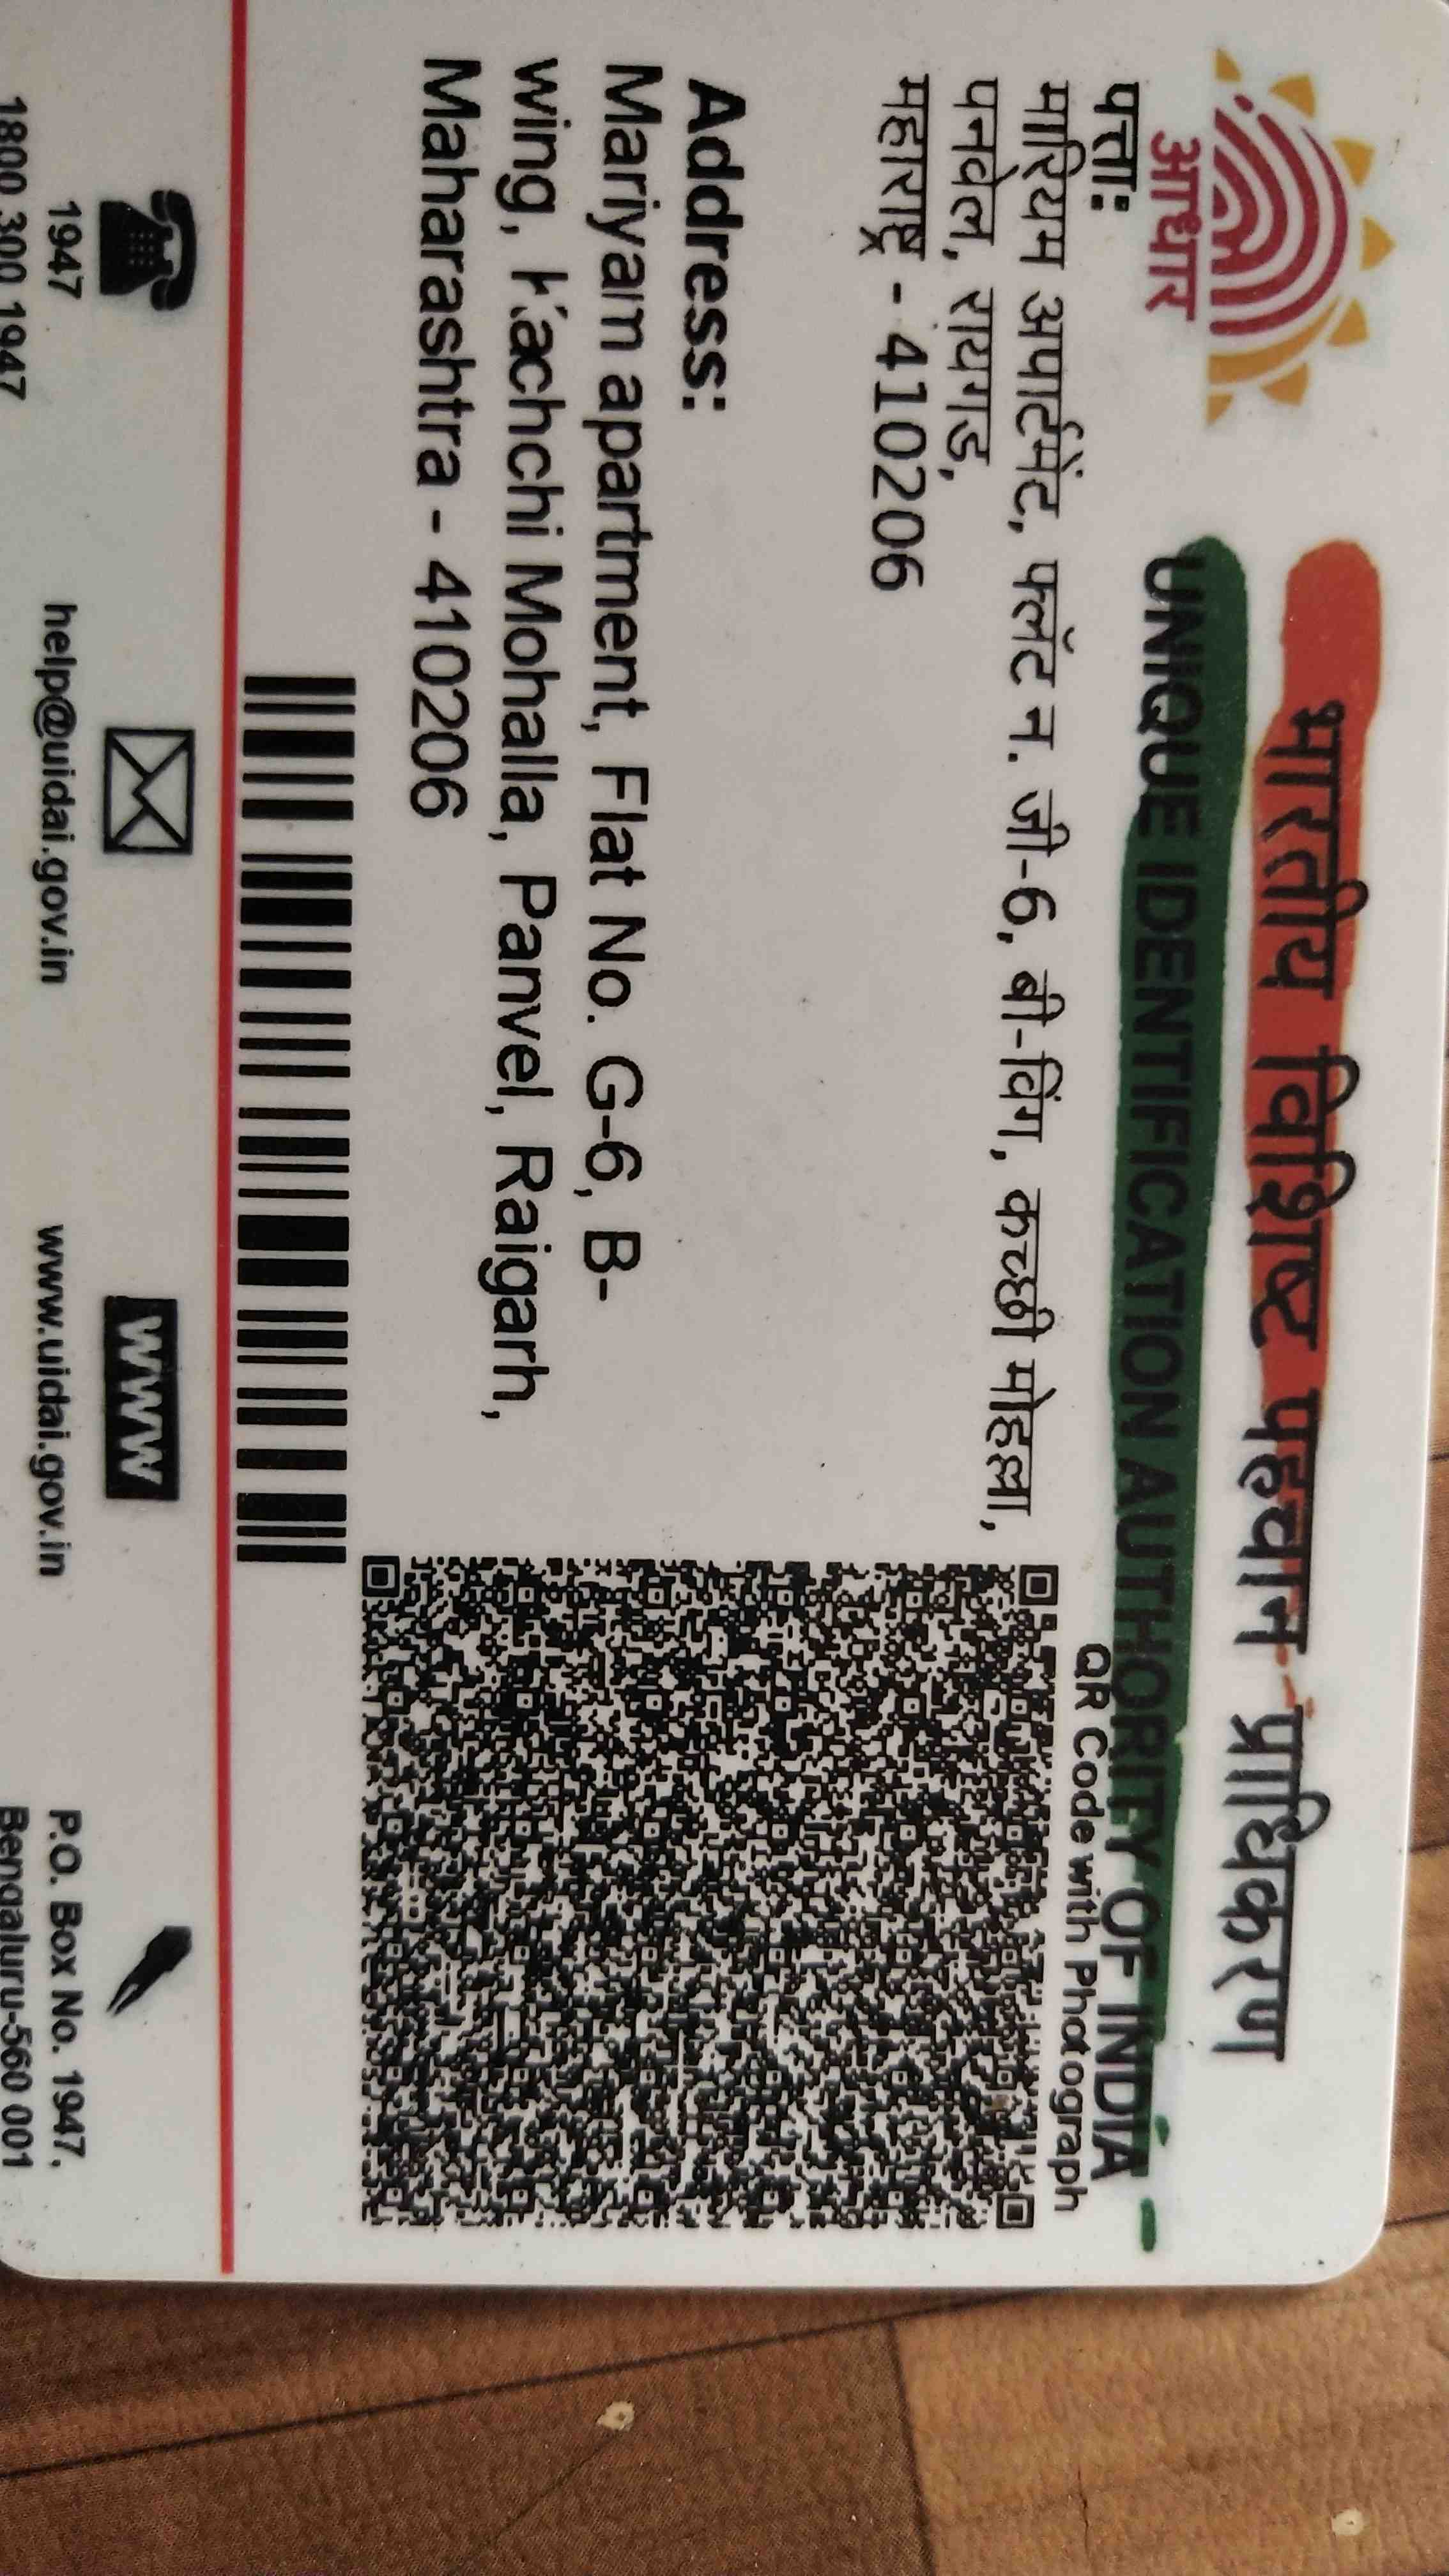 आधार
भारतीय विशिष्ट पहचान प्राधिकरण
UNIQUE IDENTIFICATION AUTHORITY OF INDIA
QR Code with Photograph
पत्ता:
मारियम अपार्टमेंट, फ्लॅट न. जी-6, बी-विंग, कच्छी मोहल्ला,
पनवेल, रायगड,
महाराष्ट्र - 410206
Address:
Mariyam apartment, Flat No. G-6, B-
wing, Kachchi Mohalla, Panvel, Raigarh,
Maharashtra - 410206
WWW
1947
1800 300 1947
help@uidai.gov.in
www.uidai.gov.in
P.O. Box No. 1947,
Bengaluru-560 001